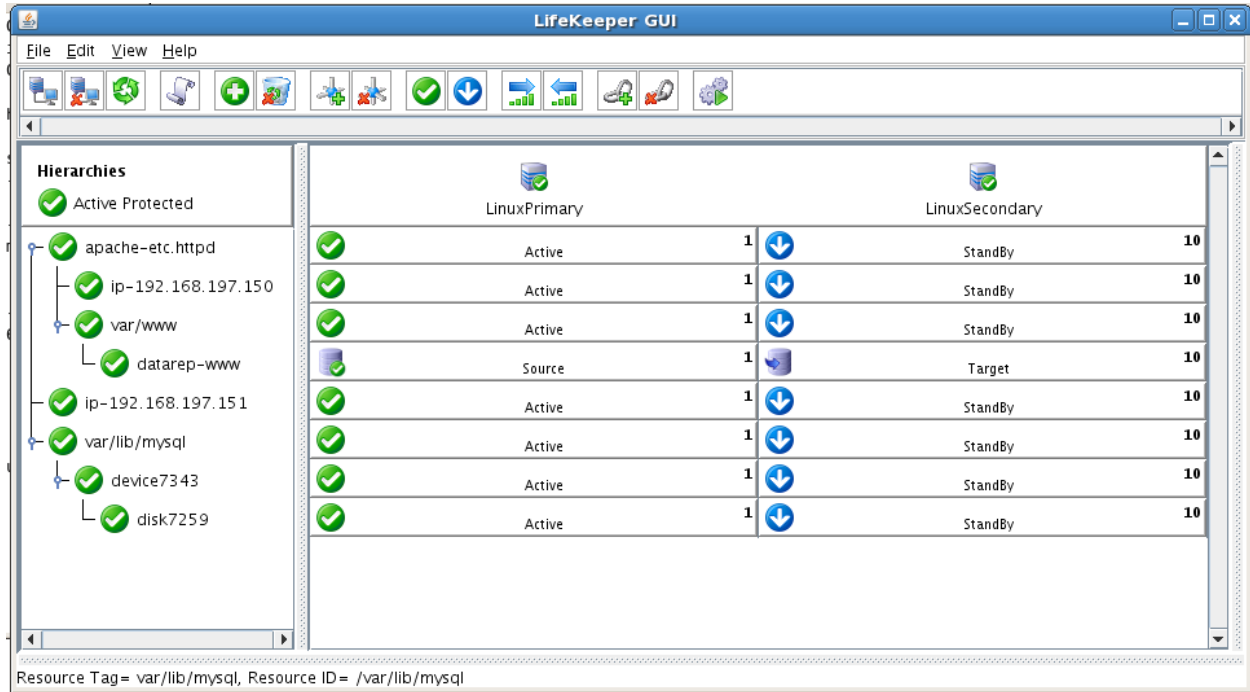 LifeKeeper GUI
File Edit View Help
Hierarchies
Active Protected
LinuxPrimary LinuxSecondary
apache-etc.httpd Active 1 StandBy 10
ip-192.168.197.150 Active 1 StandBy 10
var/www Active 1 StandBy 10
datarep-www Source 1 Target 10
ip-192.168.197.151 Active 1 StandBy 10
var/lib/mysql Active 1 StandBy 10
device7343 Active 1 StandBy 10
disk7259 Active 1 StandBy 10
Resource Tag= var/lib/mysql, Resource ID= /var/lib/mysql